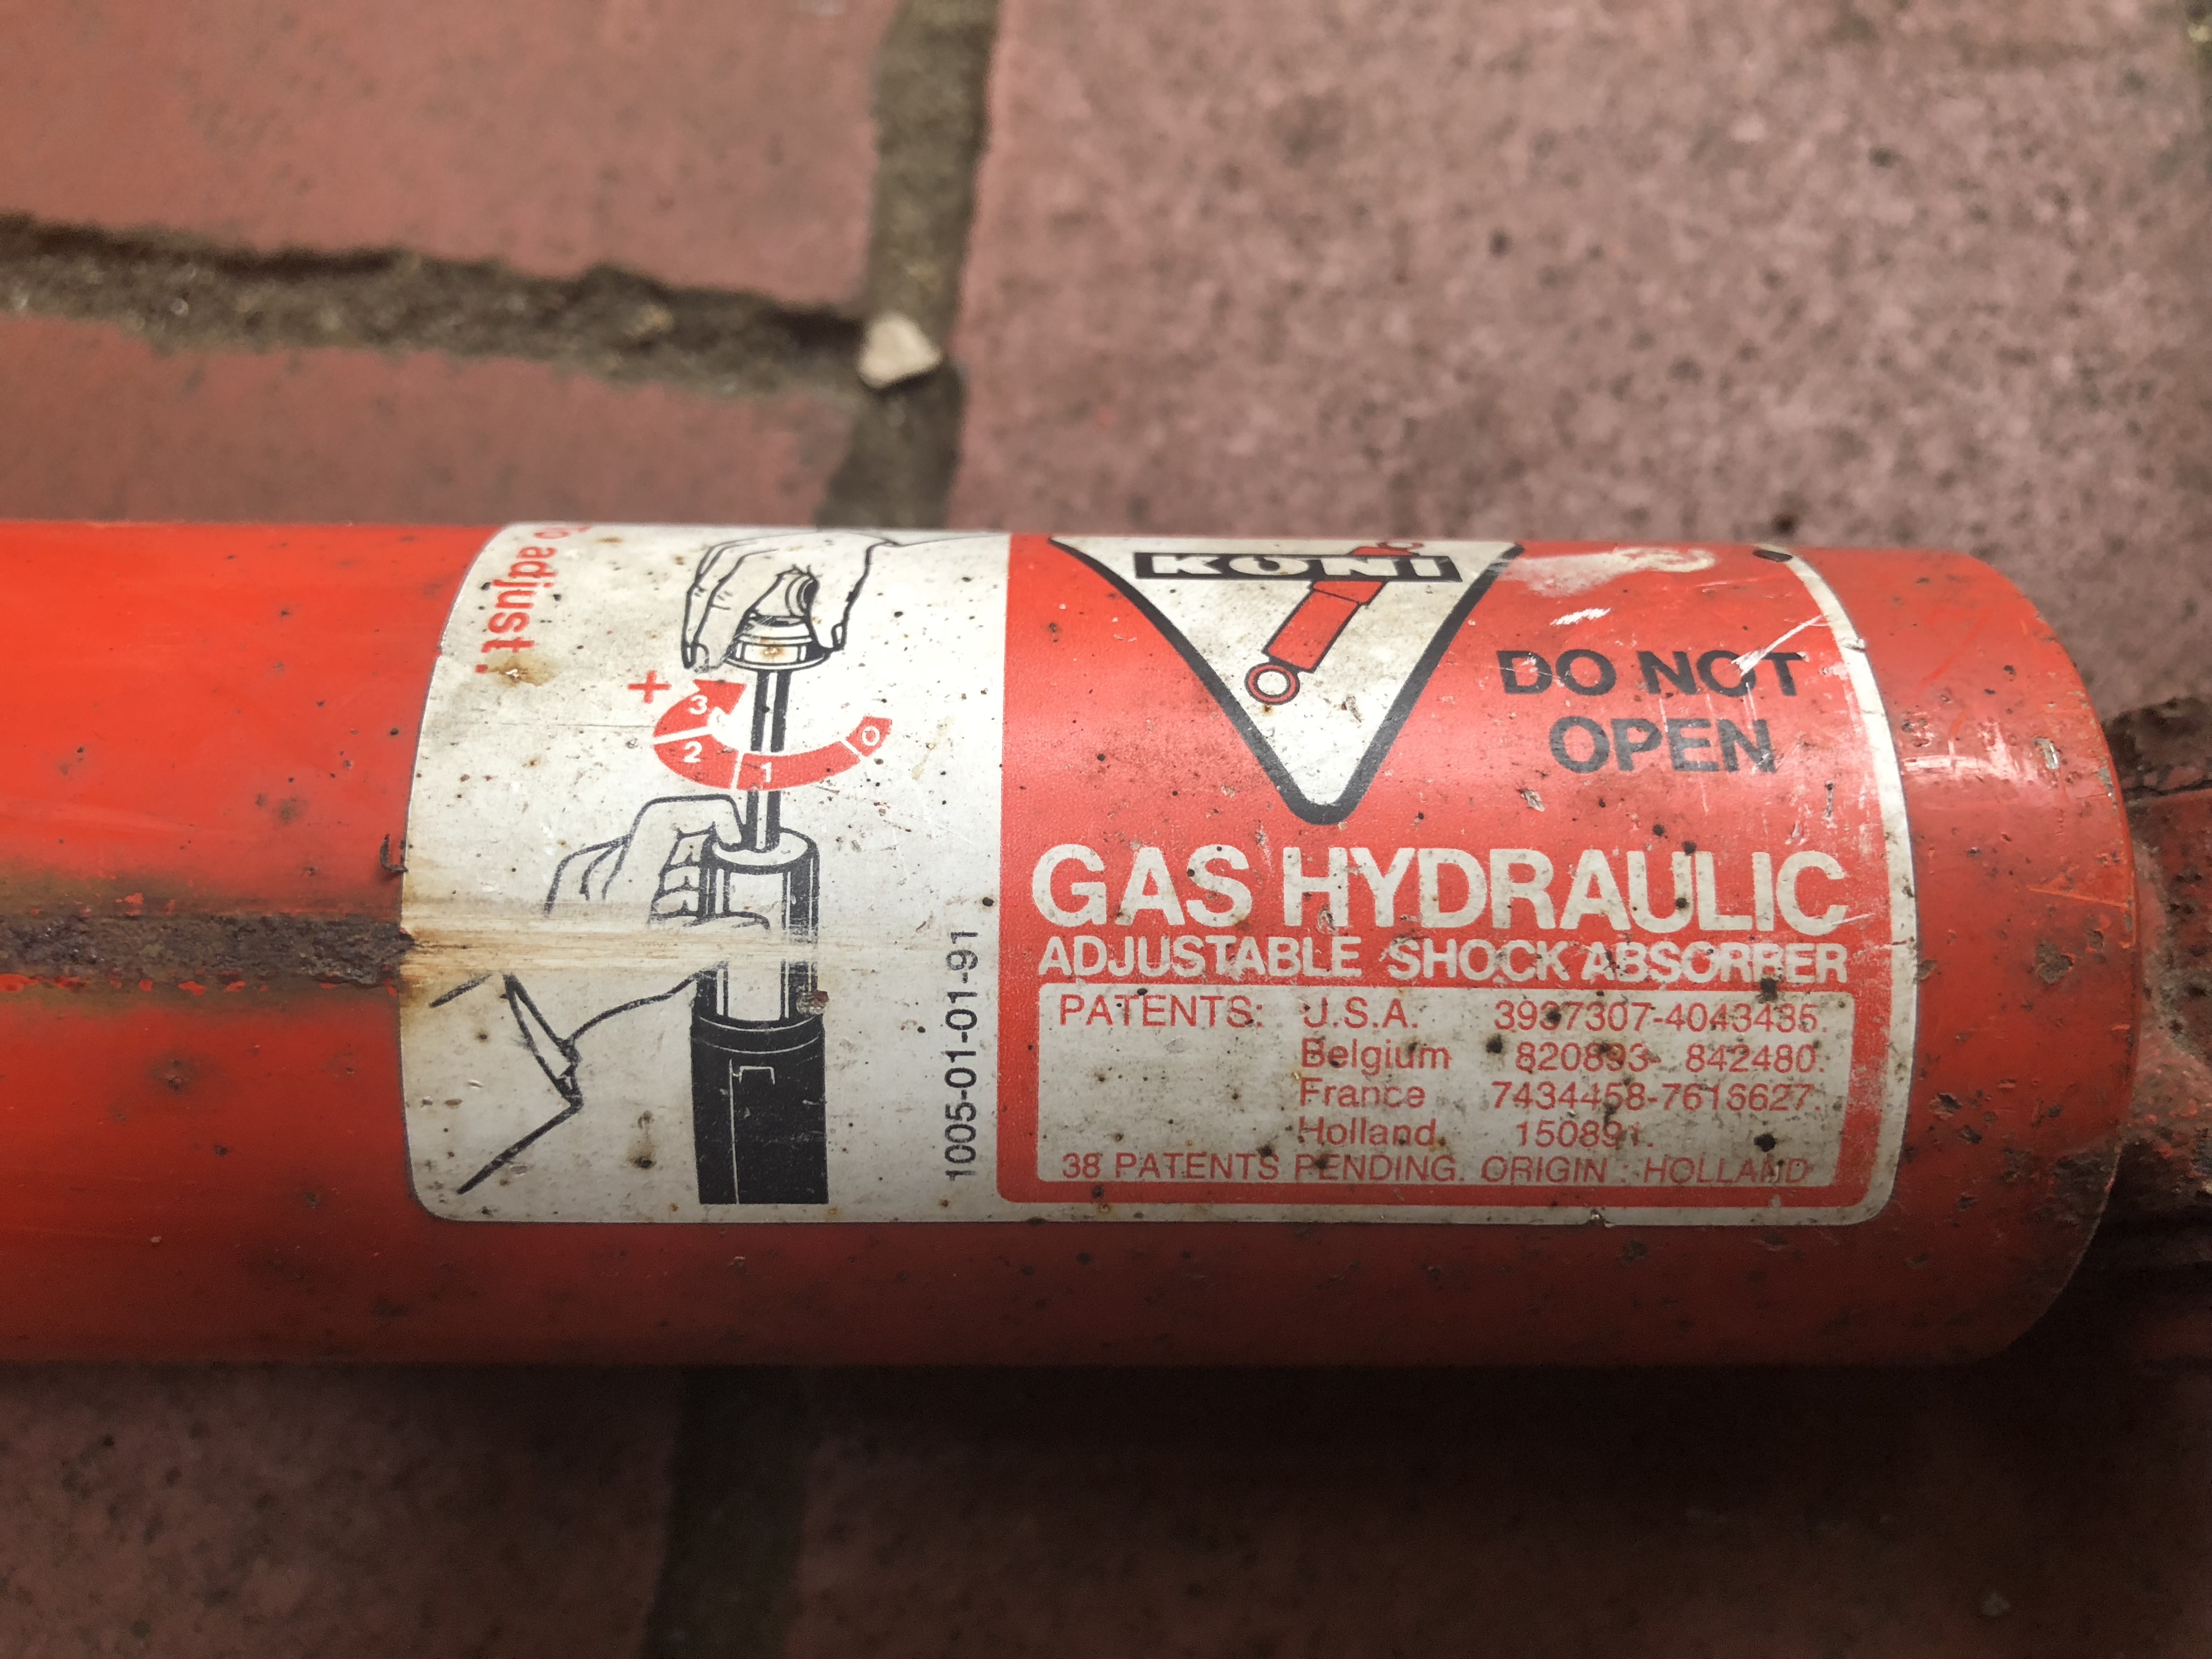 To adjust.
+
3
2
1
0
1005-01-01-91
KONI
DO NOT
OPEN
GAS HYDRAULIC
ADJUSTABLE SHOCK ABSORBER
PATENTS: U.S.A. 3937307-4043435.
Belgium 820893- 842480.
France 7434458-7616627.
Holland 150891.
38 PATENTS PENDING. ORIGIN: HOLLAND